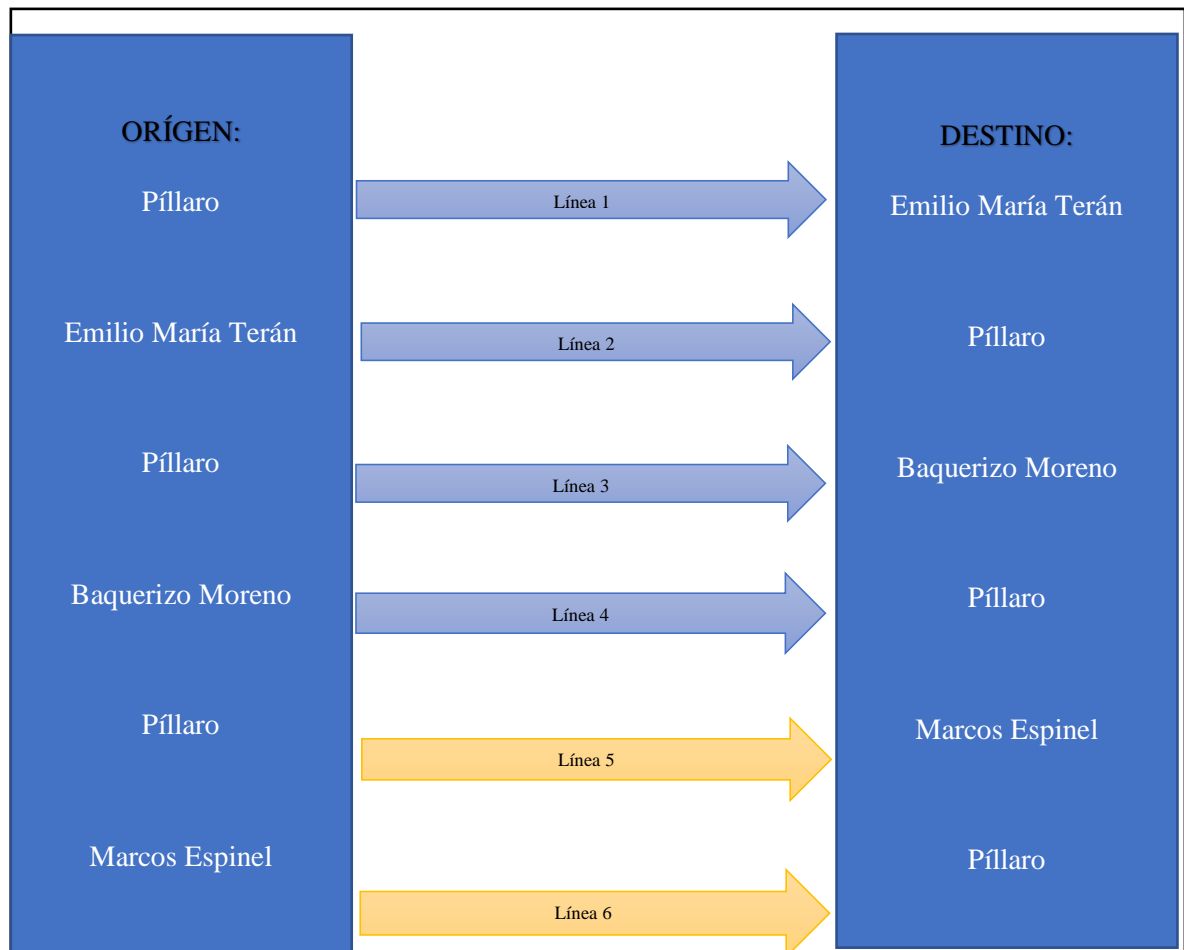 ORÍGEN:
DESTINO:
Píllaro
Línea 1
Emilio María Terán
Emilio María Terán
Línea 2
Píllaro
Píllaro
Línea 3
Baquerizo Moreno
Baquerizo Moreno
Línea 4
Píllaro
Píllaro
Línea 5
Marcos Espinel
Marcos Espinel
Línea 6
Píllaro